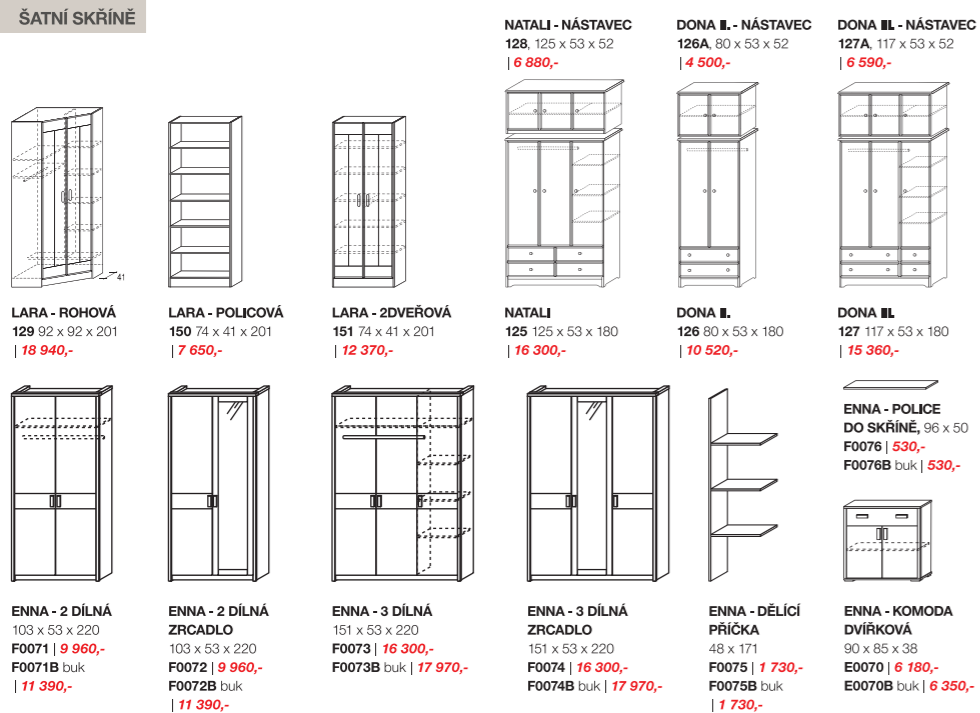 ŠATNÍ SKŘÍNĚ
NATALI - NÁSTAVEC
128, 125 x 53 x 52
| 6 880,-
DONA II. - NÁSTAVEC
126A, 80 x 53 x 52
| 4 500,-
DONA III. - NÁSTAVEC
127A, 117 x 53 x 52
| 6 590,-
41
LARA - ROHOVÁ
129 92 x 92 x 201
| 18 940,-
LARA - POLICOVÁ
150 74 x 41 x 201
| 7 650,-
LARA - 2DVEŘOVÁ
151 74 x 41 x 201
| 12 370,-
NATALI
125 125 x 53 x 180
| 16 300,-
DONA II.
126 80 x 53 x 180
| 10 520,-
DONA III.
127 117 x 53 x 180
| 15 360,-
ENNA - POLICE
DO SKŘÍNĚ, 96 x 50
F0076 | 530,-
F0076B buk | 530,-
ENNA - 2 DÍLNÁ
103 x 53 x 220
F0071 | 9 960,-
F0071B buk
| 11 390,-
ENNA - 2 DÍLNÁ
ZRCADLO
103 x 53 x 220
F0072 | 9 960,-
F0072B buk
| 11 390,-
ENNA - 3 DÍLNÁ
151 x 53 x 220
F0073 | 16 300,-
F0073B buk | 17 970,-
ENNA - 3 DÍLNÁ
ZRCADLO
151 x 53 x 220
F0074 | 16 300,-
F0074B buk | 17 970,-
ENNA - DĚLÍCÍ
PŘÍČKA
48 x 171
F0075 | 1 730,-
F0075B buk
| 1 730,-
ENNA - KOMODA
DVÍŘKOVÁ
90 x 85 x 38
E0070 | 6 180,-
E0070B buk | 6 350,-